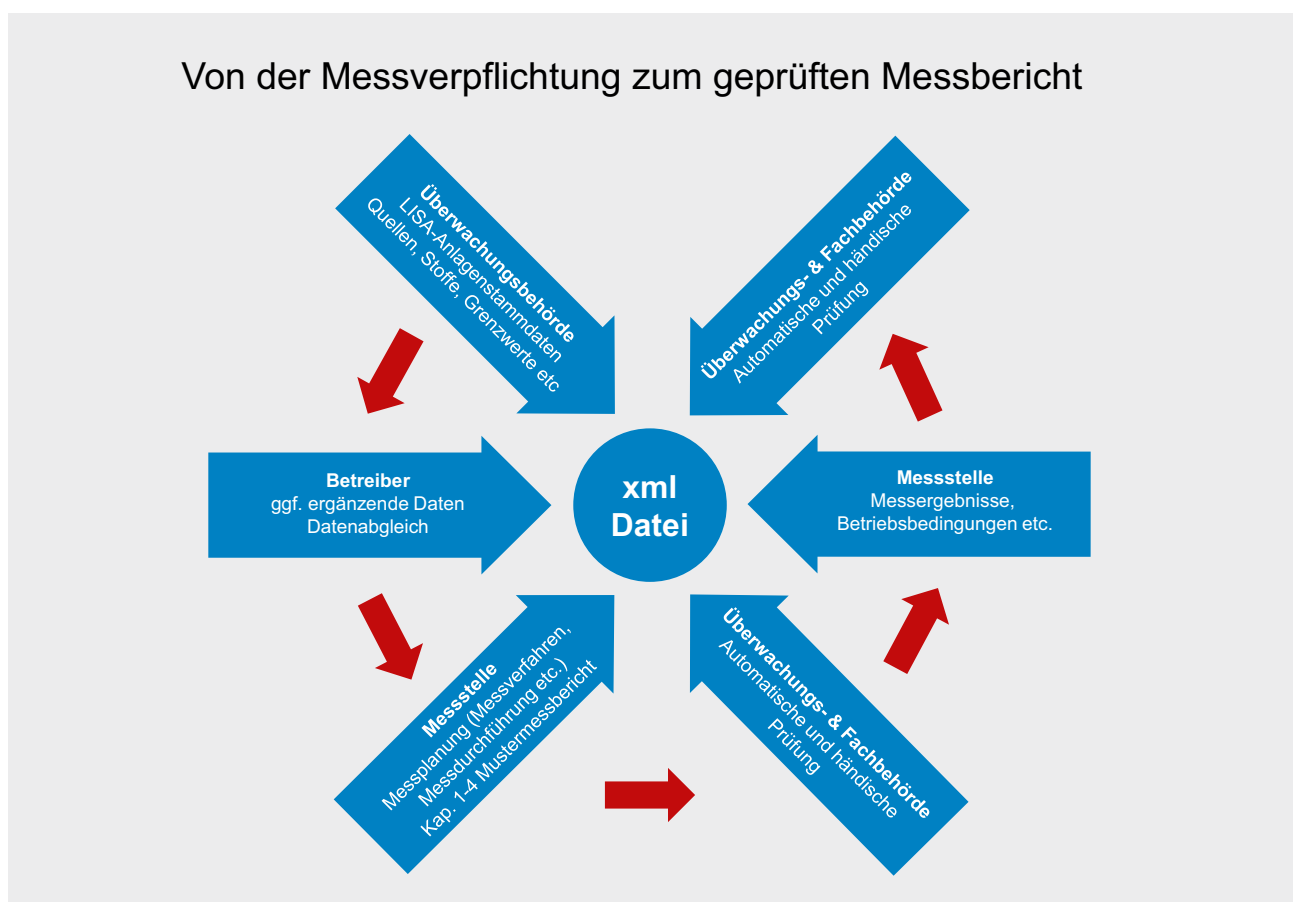 Von der Messverpflichtung zum geprüften Messbericht
Überwachungsbehörde
LISA-Anlagenstammdaten
Quellen, Stoffe, Grenzwerte etc
Überwachungs- & Fachbehörde
Automatische und händische
Prüfung
Betreiber
ggf. ergänzende Daten
Datenabgleich
xml
Datei
Messstelle
Messergebnisse,
Betriebsbedingungen etc.
Messstelle
Messplanung (Messverfahren,
Messdurchführung etc.)
Kap. 1-4 Mustermessbericht
Überwachungs- & Fachbehörde
Automatische und händische
Prüfung